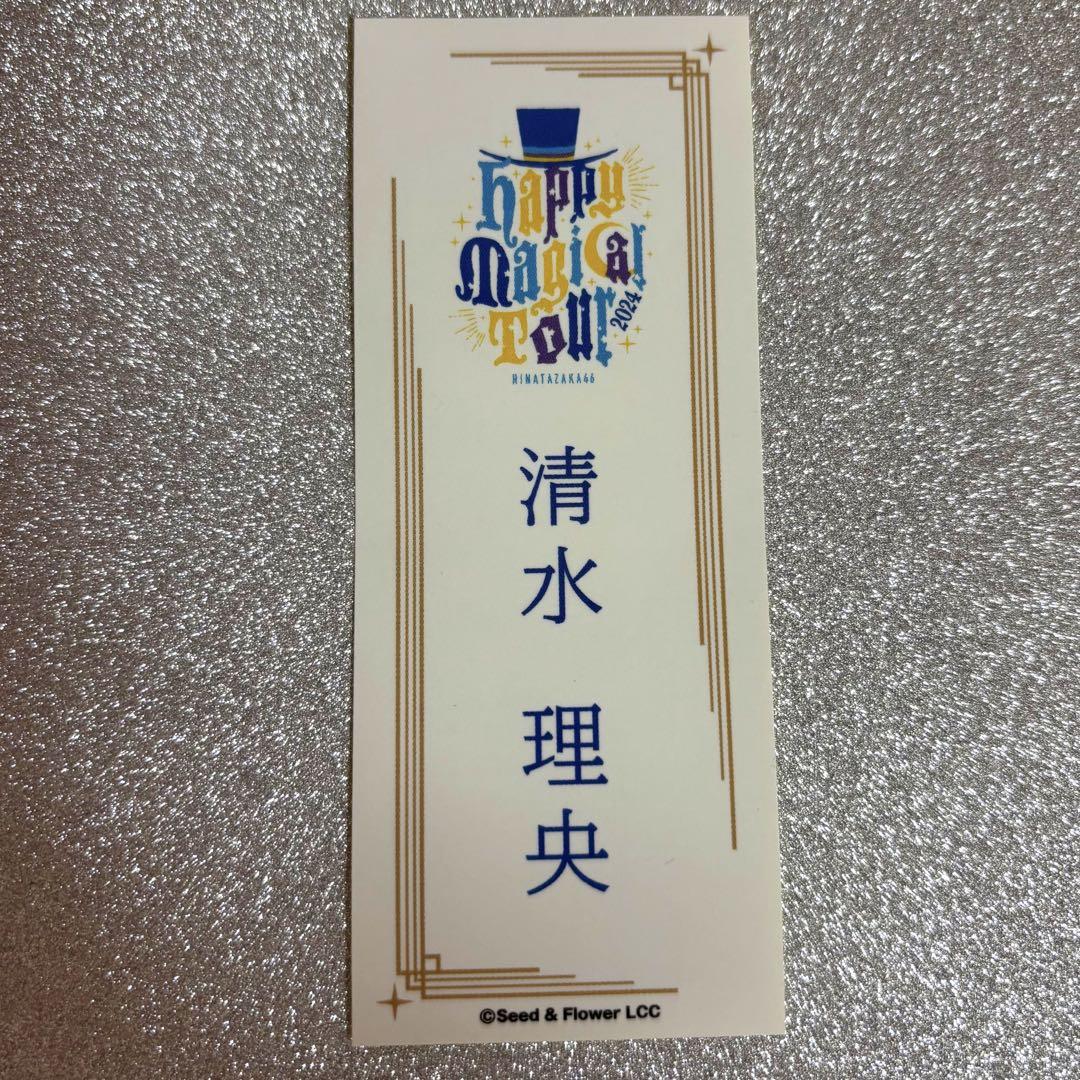 Happy
Magical
Tour
2024
HINATAZAKA46
清水 理央
©Seed & Flower LCC